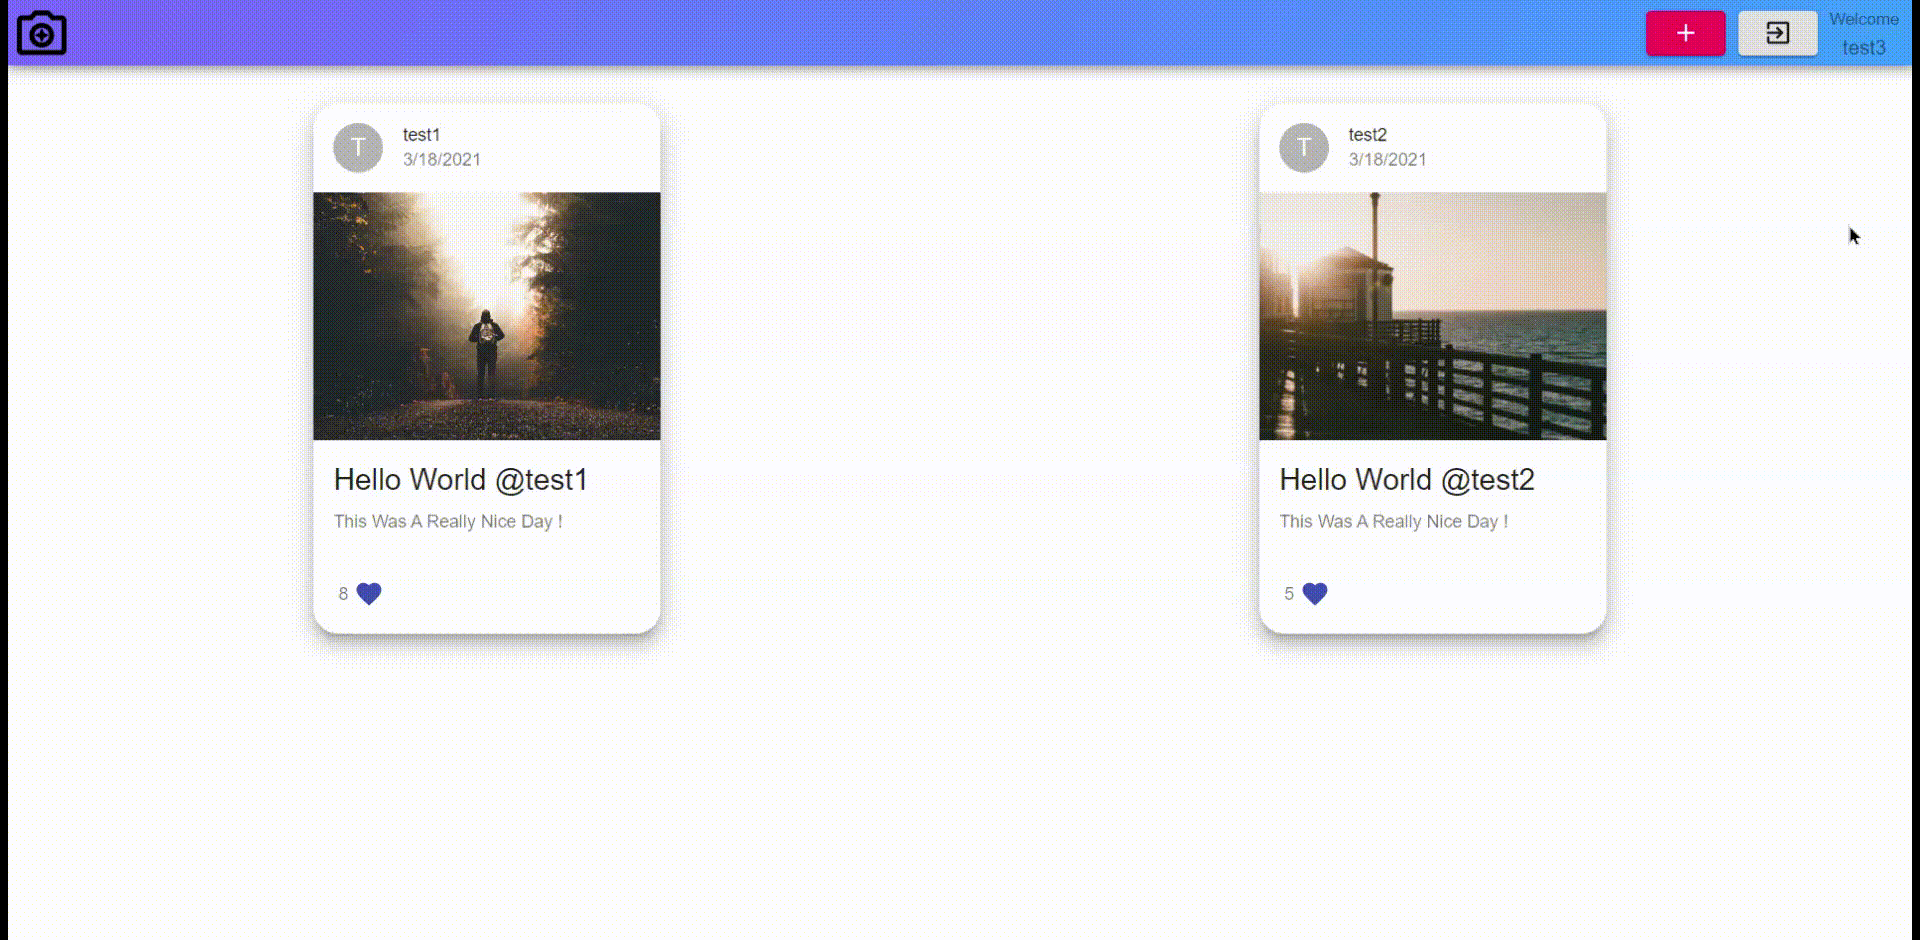 Welcome
test3
T
test1
3/18/2021
Hello World @test1
This Was A Really Nice Day !
8
T
test2
3/18/2021
Hello World @test2
This Was A Really Nice Day !
5